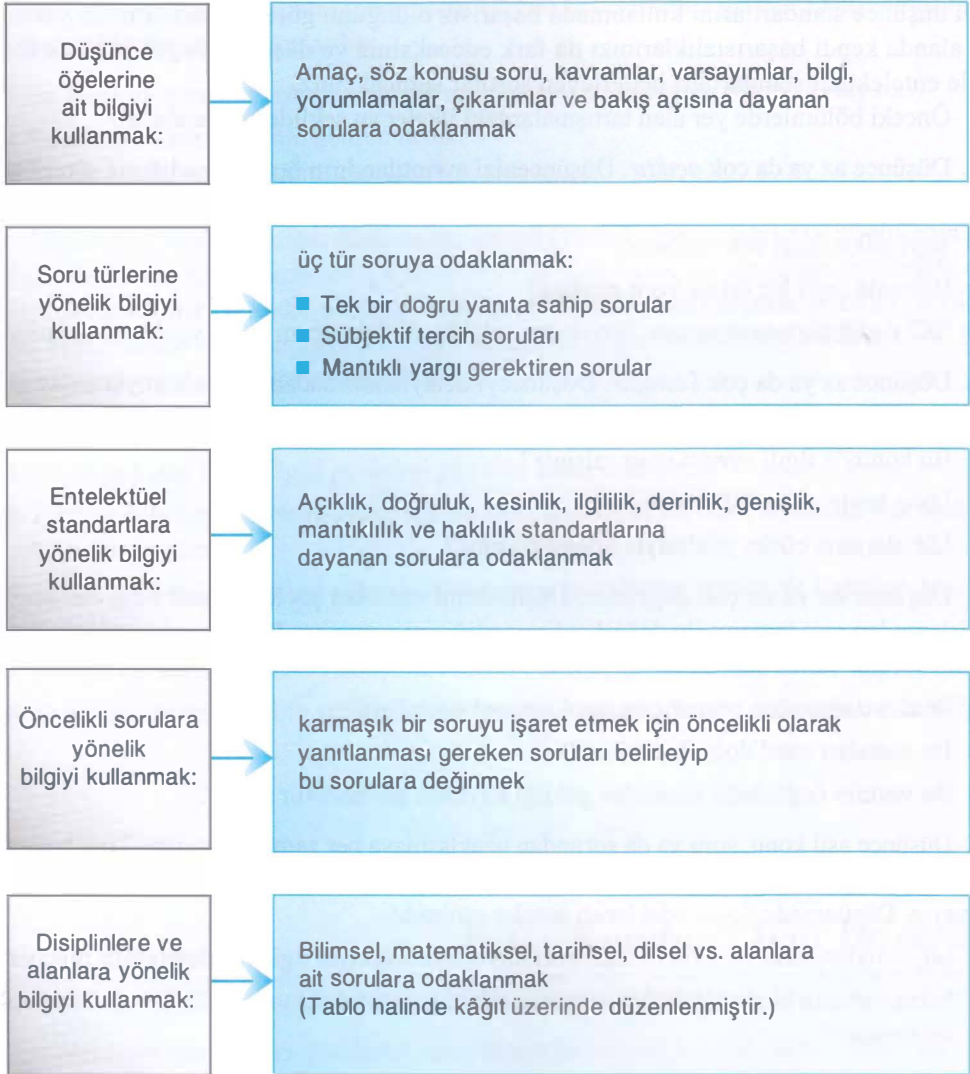 Düşünce
öğelerine
ait bilgiyi
kullanmak:
Amaç, söz konusu soru, kavramlar, varsayımlar, bilgi,
yorumlamalar, çıkarımlar ve bakış açısına dayanan
sorulara odaklanmak
Soru türlerine
yönelik bilgiyi
kullanmak:
üç tür soruya odaklanmak:
■ Tek bir doğru yanıta sahip sorular
■ Sübjektif tercih soruları
■ Mantıklı yargı gerektiren sorular
Entelektüel
standartlara
yönelik bilgiyi
kullanmak:
Açıklık, doğruluk, kesinlik, ilgililik, derinlik, genişlik,
mantıklılık ve haklılık standartlarına
dayanan sorulara odaklanmak
Öncelikli sorulara
yönelik
bilgiyi kullanmak:
karmaşık bir soruyu işaret etmek için öncelikli olarak
yanıtlanması gereken soruları belirleyip
bu sorulara değinmek
Disiplinlere ve
alanlara yönelik
bilgiyi kullanmak:
Bilimsel, matematiksel, tarihsel, dilsel vs. alanlara
ait sorulara odaklanmak
(Tablo halinde kâğıt üzerinde düzenlenmiştir.)